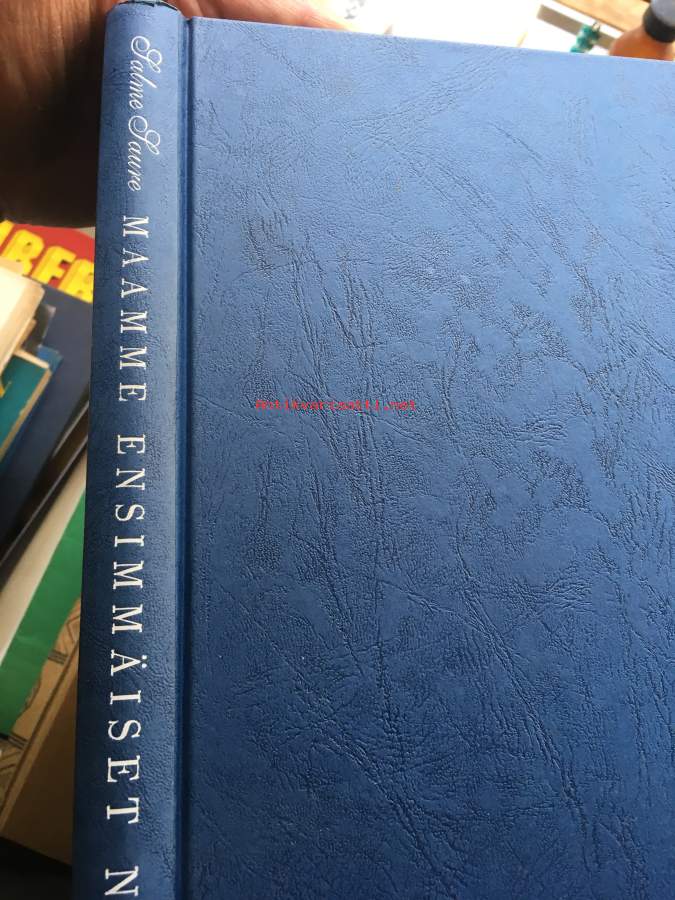 Salme Saure MAAMME ENSIMMÄISET N
Antikvariaatti.net